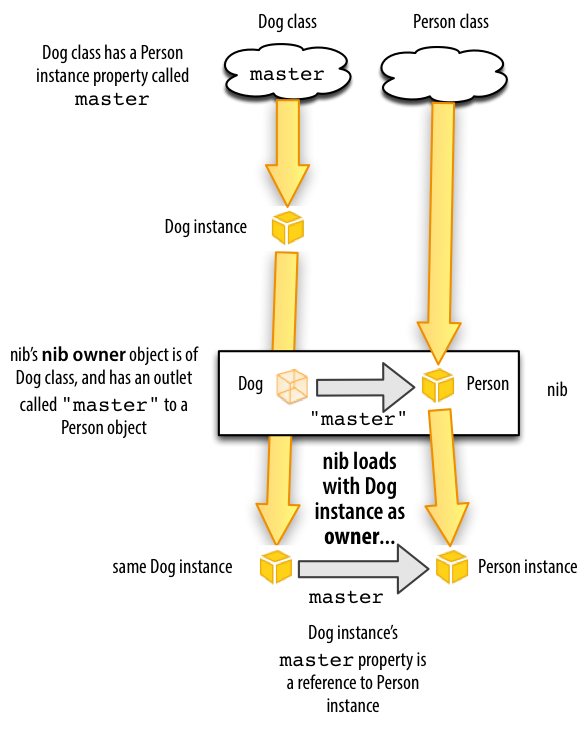 Dog class
Person class
Dog class has a Person
instance property called
master
master
Dog instance
nib's nib owner object is of
Dog class, and has an outlet
called "master" to a
Person object
Dog
"master"
Person
nib
nib loads
with Dog
instance as
owner...
same Dog instance
master
Person instance
Dog instance's
master property is
a reference to Person
instance